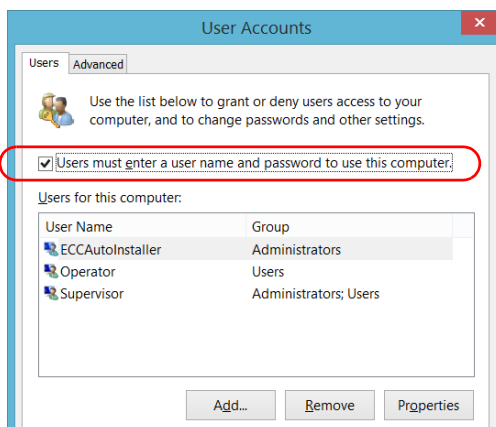 User Accounts
Users Advanced
Use the list below to grant or deny users access to your
computer, and to change passwords and other settings.
Users must enter a user name and password to use this computer.
Users for this computer:
User Name Group
ECCAutoInstaller Administrators
Operator Users
Supervisor Administrators; Users
Add... Remove Properties